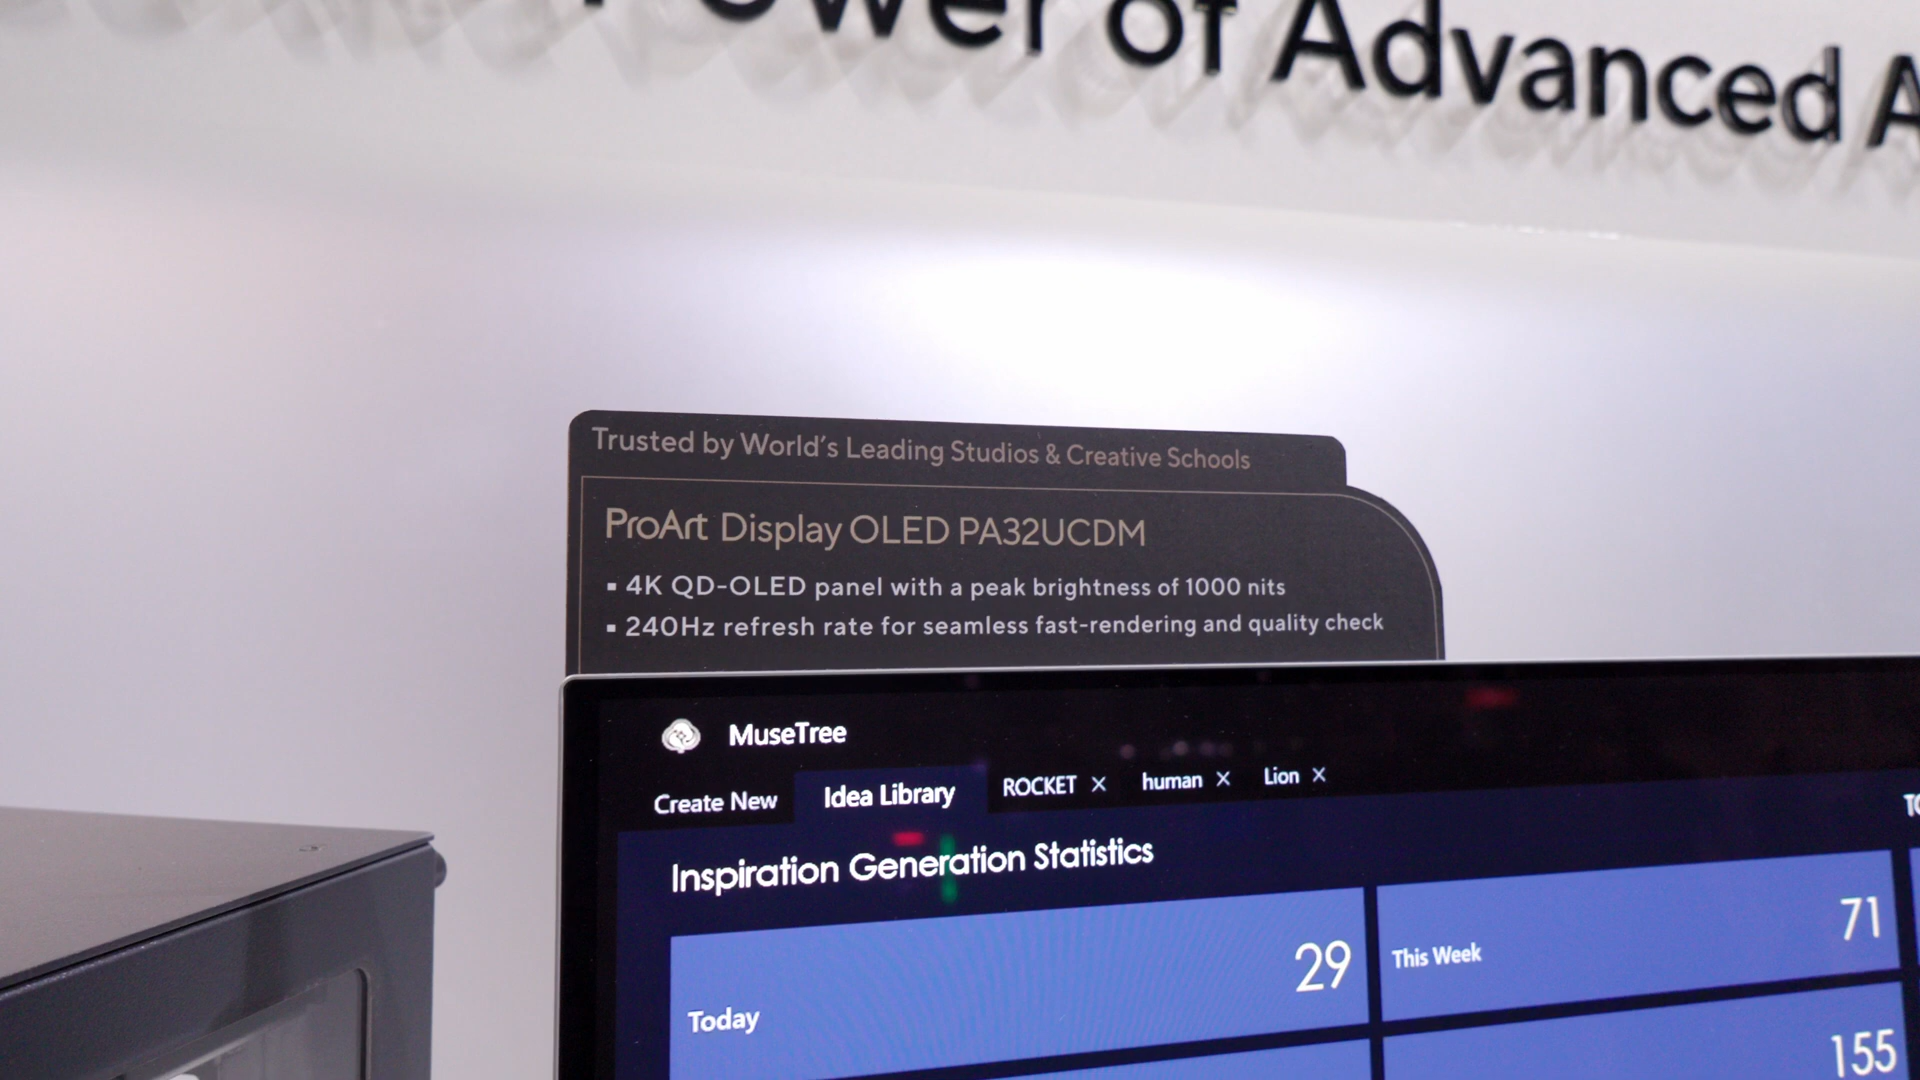 Power of Advanced A
Trusted by World's Leading Studios & Creative Schools
ProArt Display OLED PA32UCDM
▪ 4K QD-OLED panel with a peak brightness of 1000 nits
▪ 240Hz refresh rate for seamless fast-rendering and quality check
MuseTree
Create New Idea Library ROCKET × human × Lion ×
Inspiration Generation Statistics
Today 29 This Week 71
155